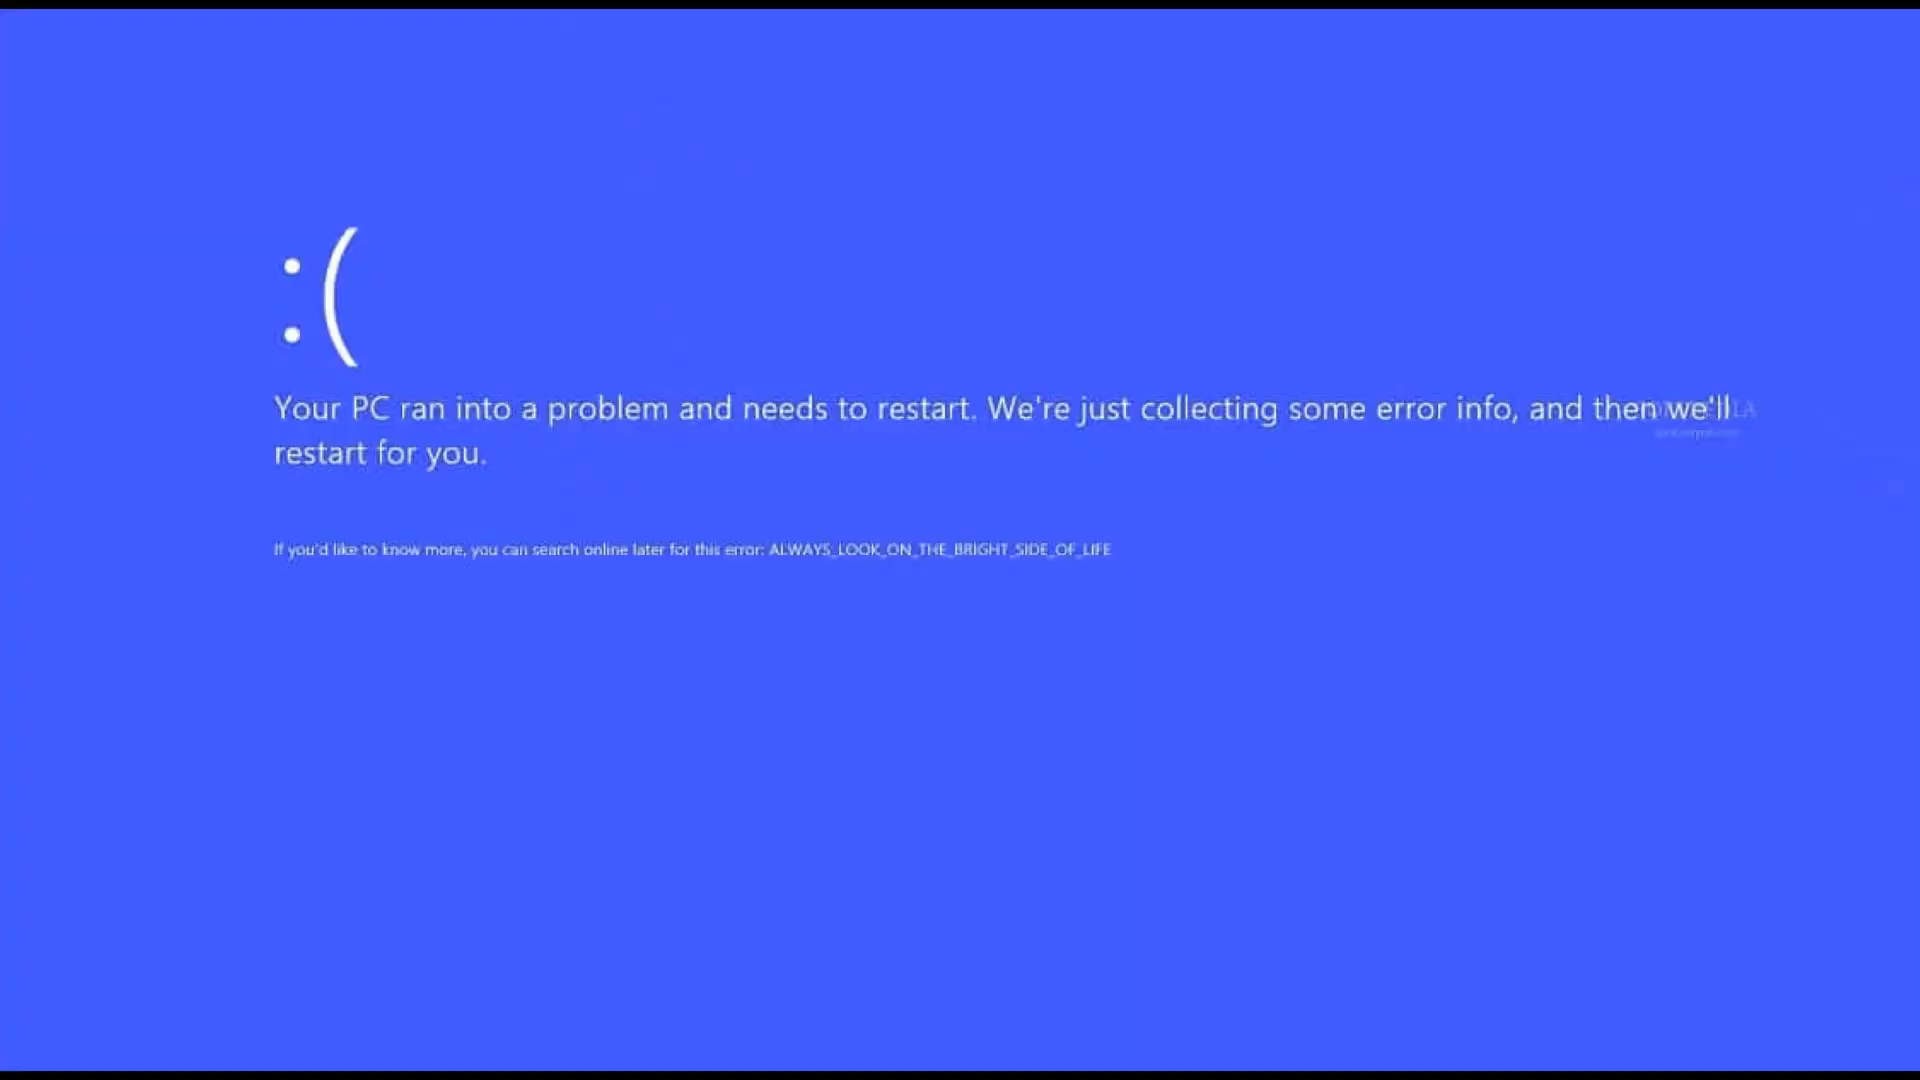 :(
Your PC ran into a problem and needs to restart. We're just collecting some error info, and then we'll
restart for you.
If you'd like to know more, you can search online later for this error: ALWAYS_LOOK_ON_THE_BRIGHT_SIDE_OF_LIFE